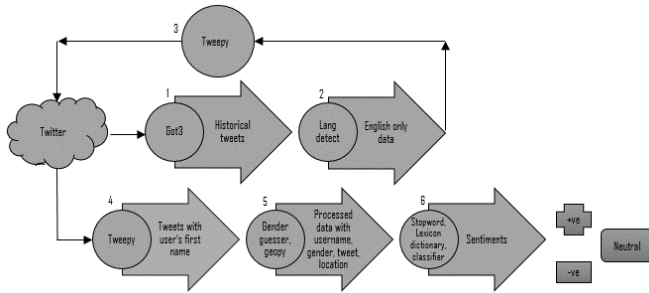 3
Tweepy
Twitter
1
Got3
Historical
tweets
2
Lang
detect
English only
data
4
Tweepy
Tweets with
user's first
name
5
Gender
guesser,
geopy
Processed
data with
username,
gender, tweet,
location
6
Stopword,
Lexicon
dictionary,
classifier
Sentiments
+ve
-ve
Neutral